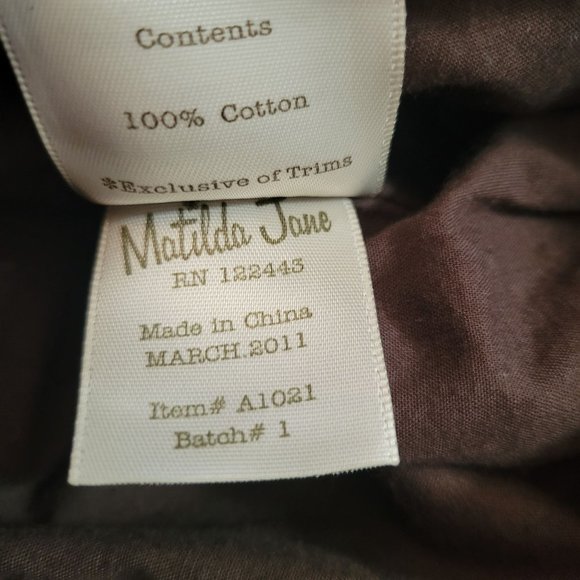 Contents
100% Cotton
*Exclusive of Trims
Matilda Jane
RN 122443
Made in China
MARCH.2011
Item# A1021
Batch# 1